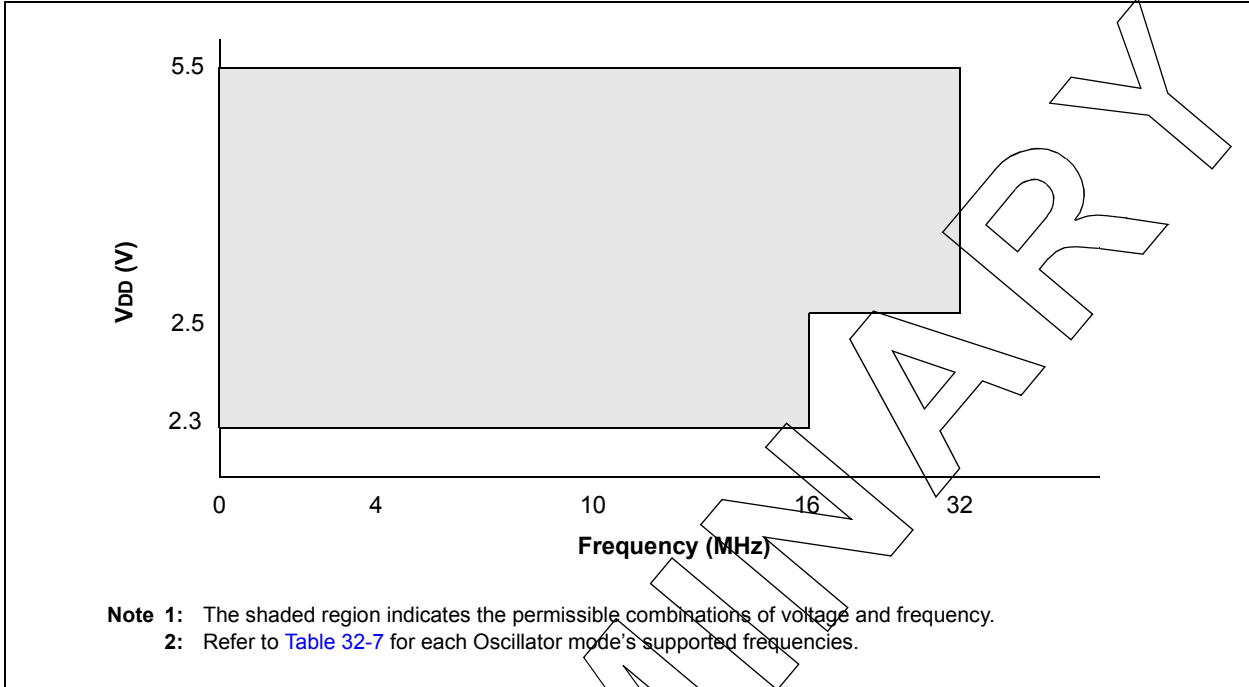 5.5
VDD (V)
2.5
2.3
0 4 10 16 32
Frequency (MHz)
Note 1: The shaded region indicates the permissible combinations of voltage and frequency.
2: Refer to Table 32-7 for each Oscillator mode's supported frequencies.
MINARY